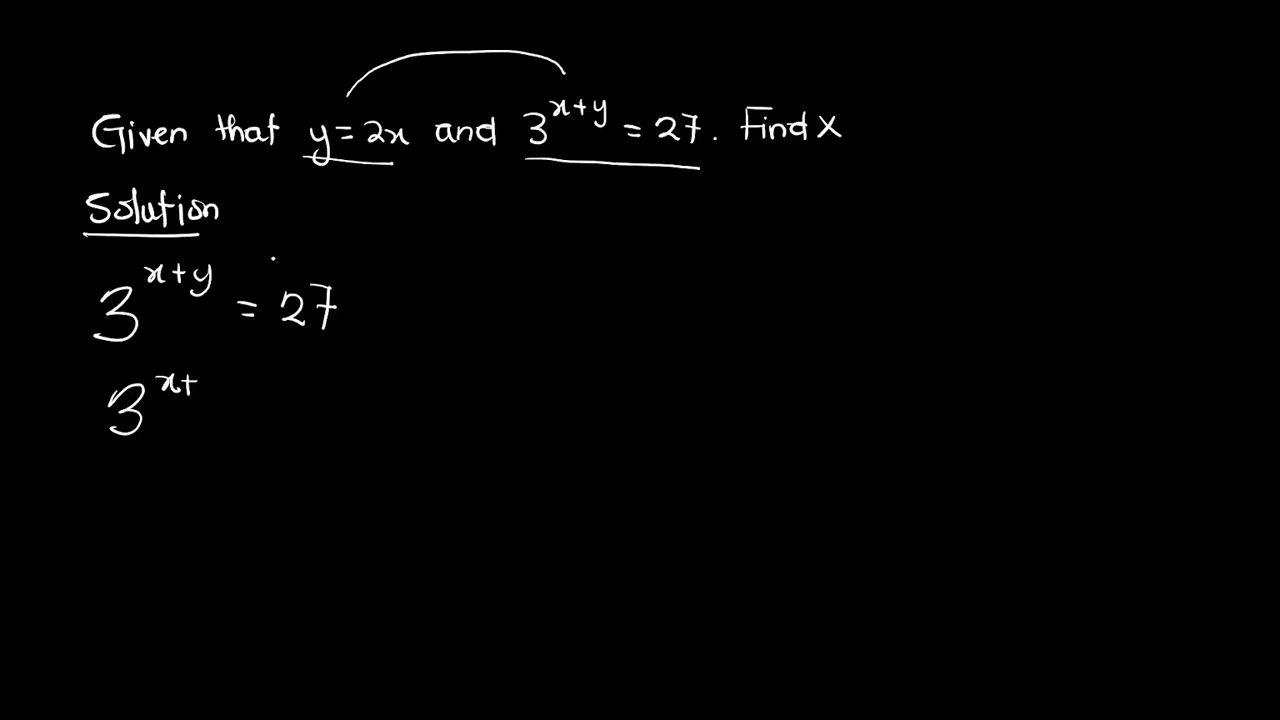 Given that y=2x and 3^{x+y} = 27. Find x
Solution
3^{x+y} = 27
3^{x+}